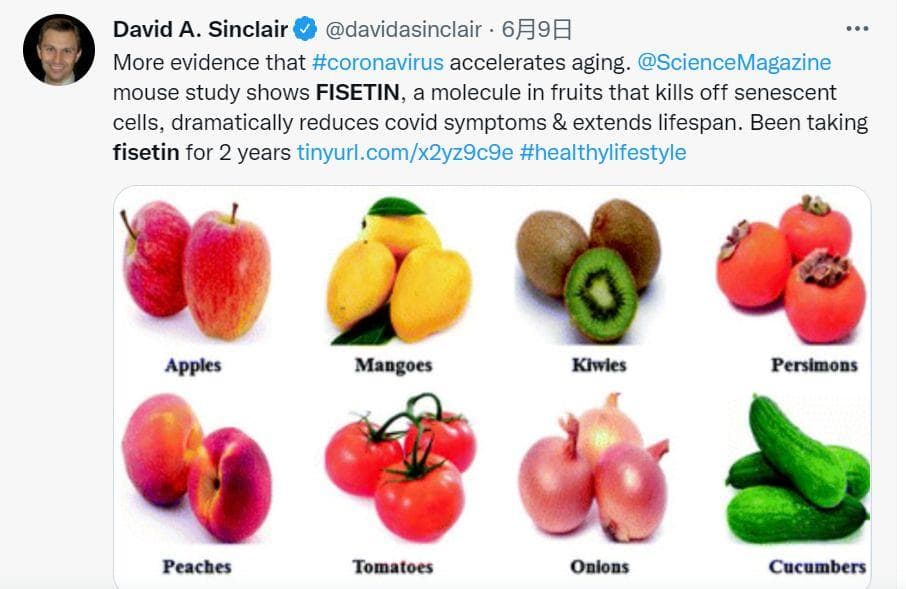 David A. Sinclair @davidasinclair · 6月9日
More evidence that #coronavirus accelerates aging. @ScienceMagazine
mouse study shows FISETIN, a molecule in fruits that kills off senescent
cells, dramatically reduces covid symptoms & extends lifespan. Been taking
fisetin for 2 years tinyurl.com/x2yz9c9e #healthylifestyle
Apples Mangoes Kiwies Persimons
Peaches Tomatoes Onions Cucumbers